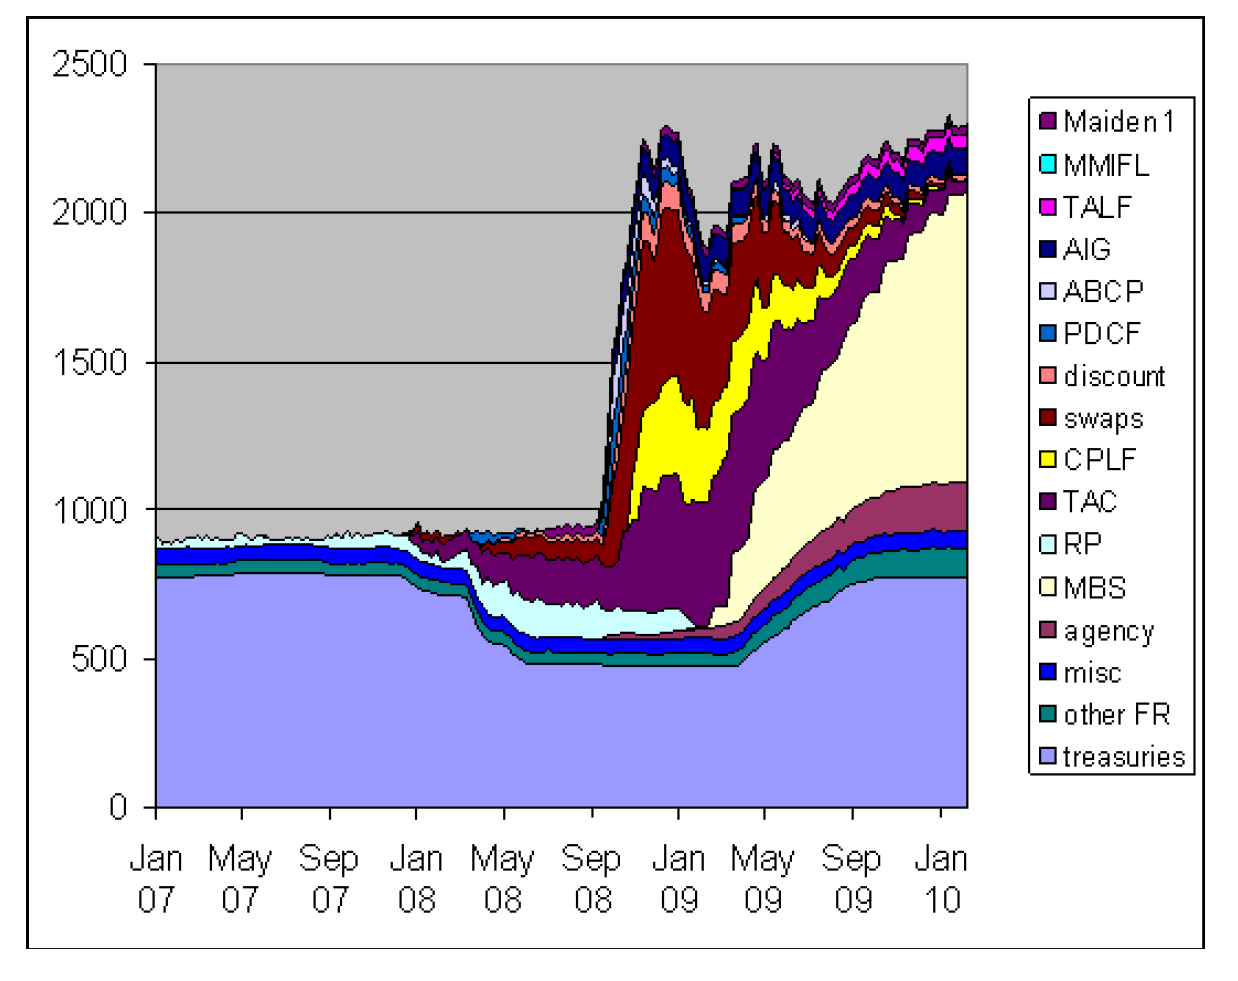 2500
2000
1500
1000
500
0
Jan May Sep Jan May Sep Jan May Sep Jan
07 07 07 08 08 08 09 09 09 10
Maiden 1
MMIFL
TALF
AIG
ABCP
PDCF
discount
swaps
CPLF
TAC
RP
MBS
agency
misc
other FR
treasuries